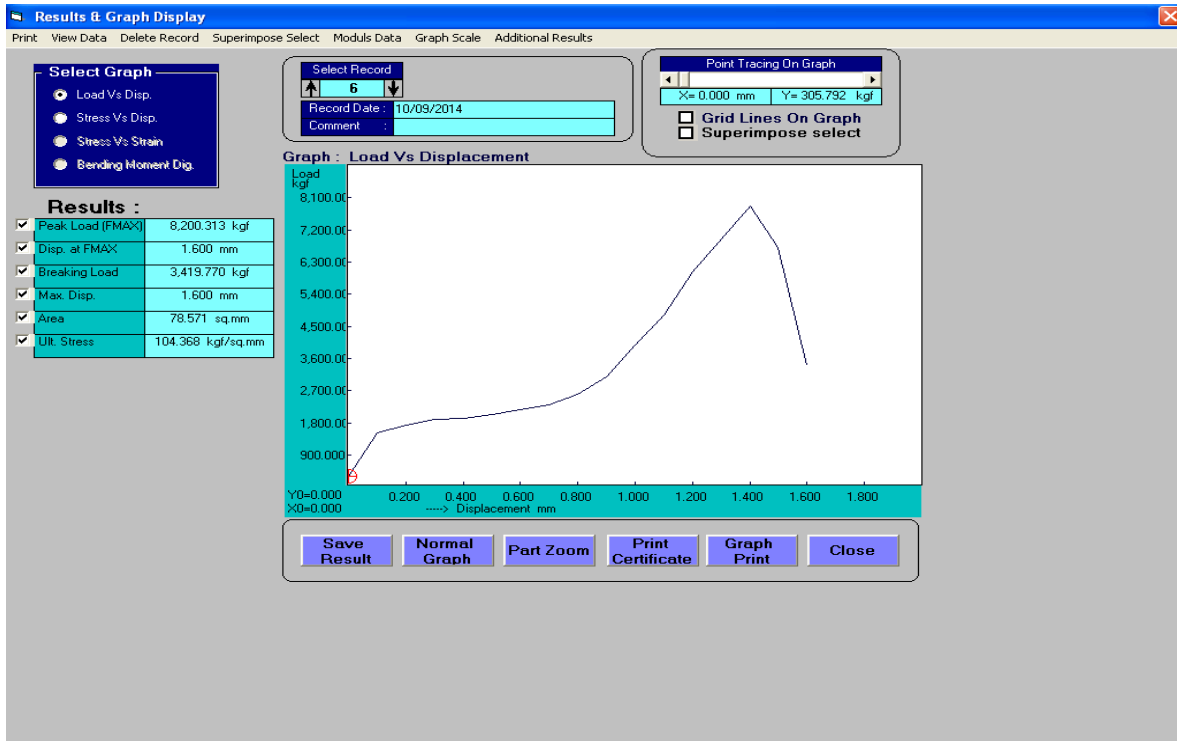 Results & Graph Display
Print View Data Delete Record Superimpose Select Moduls Data Graph Scale Additional Results
Select Graph
Load Vs Disp.
Stress Vs Disp.
Stress Vs Strain
Bending Moment Dig.
Results :
Peak Load (FMAX) 8,200.313 kgf
Disp. at FMAX 1.600 mm
Breaking Load 3,419.770 kgf
Max. Disp. 1.600 mm
Area 78.571 sq.mm
Ult. Stress 104.368 kgf/sq.mm
Select Record
6
Record Date : 10/09/2014
Comment :
Point Tracing On Graph
X= 0.000 mm Y= 305.792 kgf
Grid Lines On Graph
Superimpose select
Graph : Load Vs Displacement
Load
kgf
8,100.00
7,200.00
6,300.00
5,400.00
4,500.00
3,600.00
2,700.00
1,800.00
900.000
Y0=0.000
X0=0.000
0.200 0.400 0.600 0.800 1.000 1.200 1.400 1.600 1.800
----> Displacement mm
Save Result
Normal Graph
Part Zoom
Print Certificate
Graph Print
Close